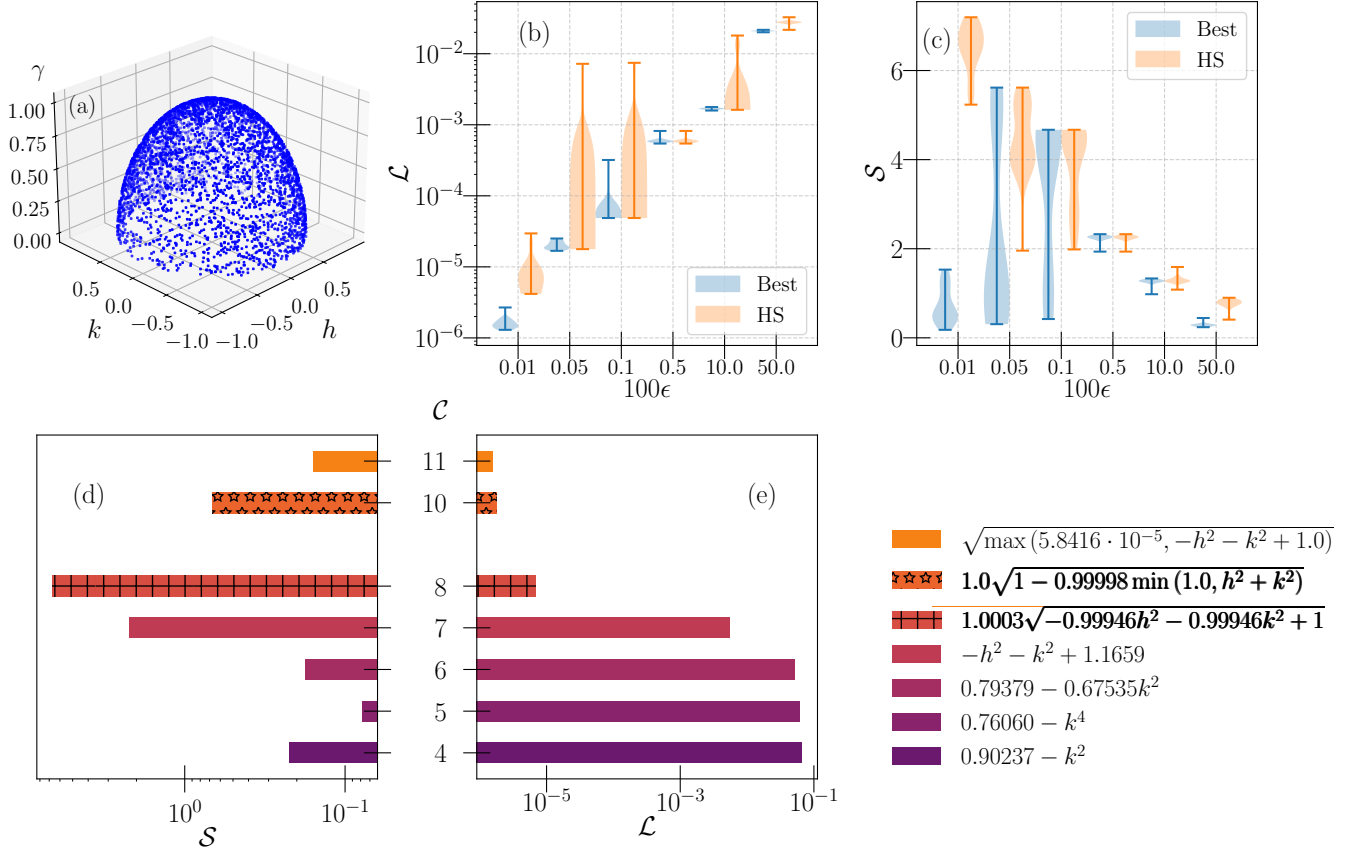 γ
(a)
1.00
0.75
0.50
0.25
0.00
0.5
0.0
−0.5
−1.0
k
−1.0
−0.5
0.0
0.5
h
(b)
ℒ
10⁻²
10⁻³
10⁻⁴
10⁻⁵
10⁻⁶
Best
HS
0.01 0.05 0.1 0.5 10.0 50.0
100ϵ
(c)
𝒮
6
4
2
0
Best
HS
0.01 0.05 0.1 0.5 10.0 50.0
100ϵ
𝒞
(d)
(e)
11
10
8
7
6
5
4
10⁰ 10⁻¹
𝒮
10⁻⁵ 10⁻³ 10⁻¹
ℒ
√max (5.8416 · 10⁻⁵, −h² − k² + 1.0)
1.0√1 − 0.99998 min (1.0, h² + k²)
1.0003√−0.99946h² − 0.99946k² + 1
−h² − k² + 1.1659
0.79379 − 0.67535k²
0.76060 − k⁴
0.90237 − k²